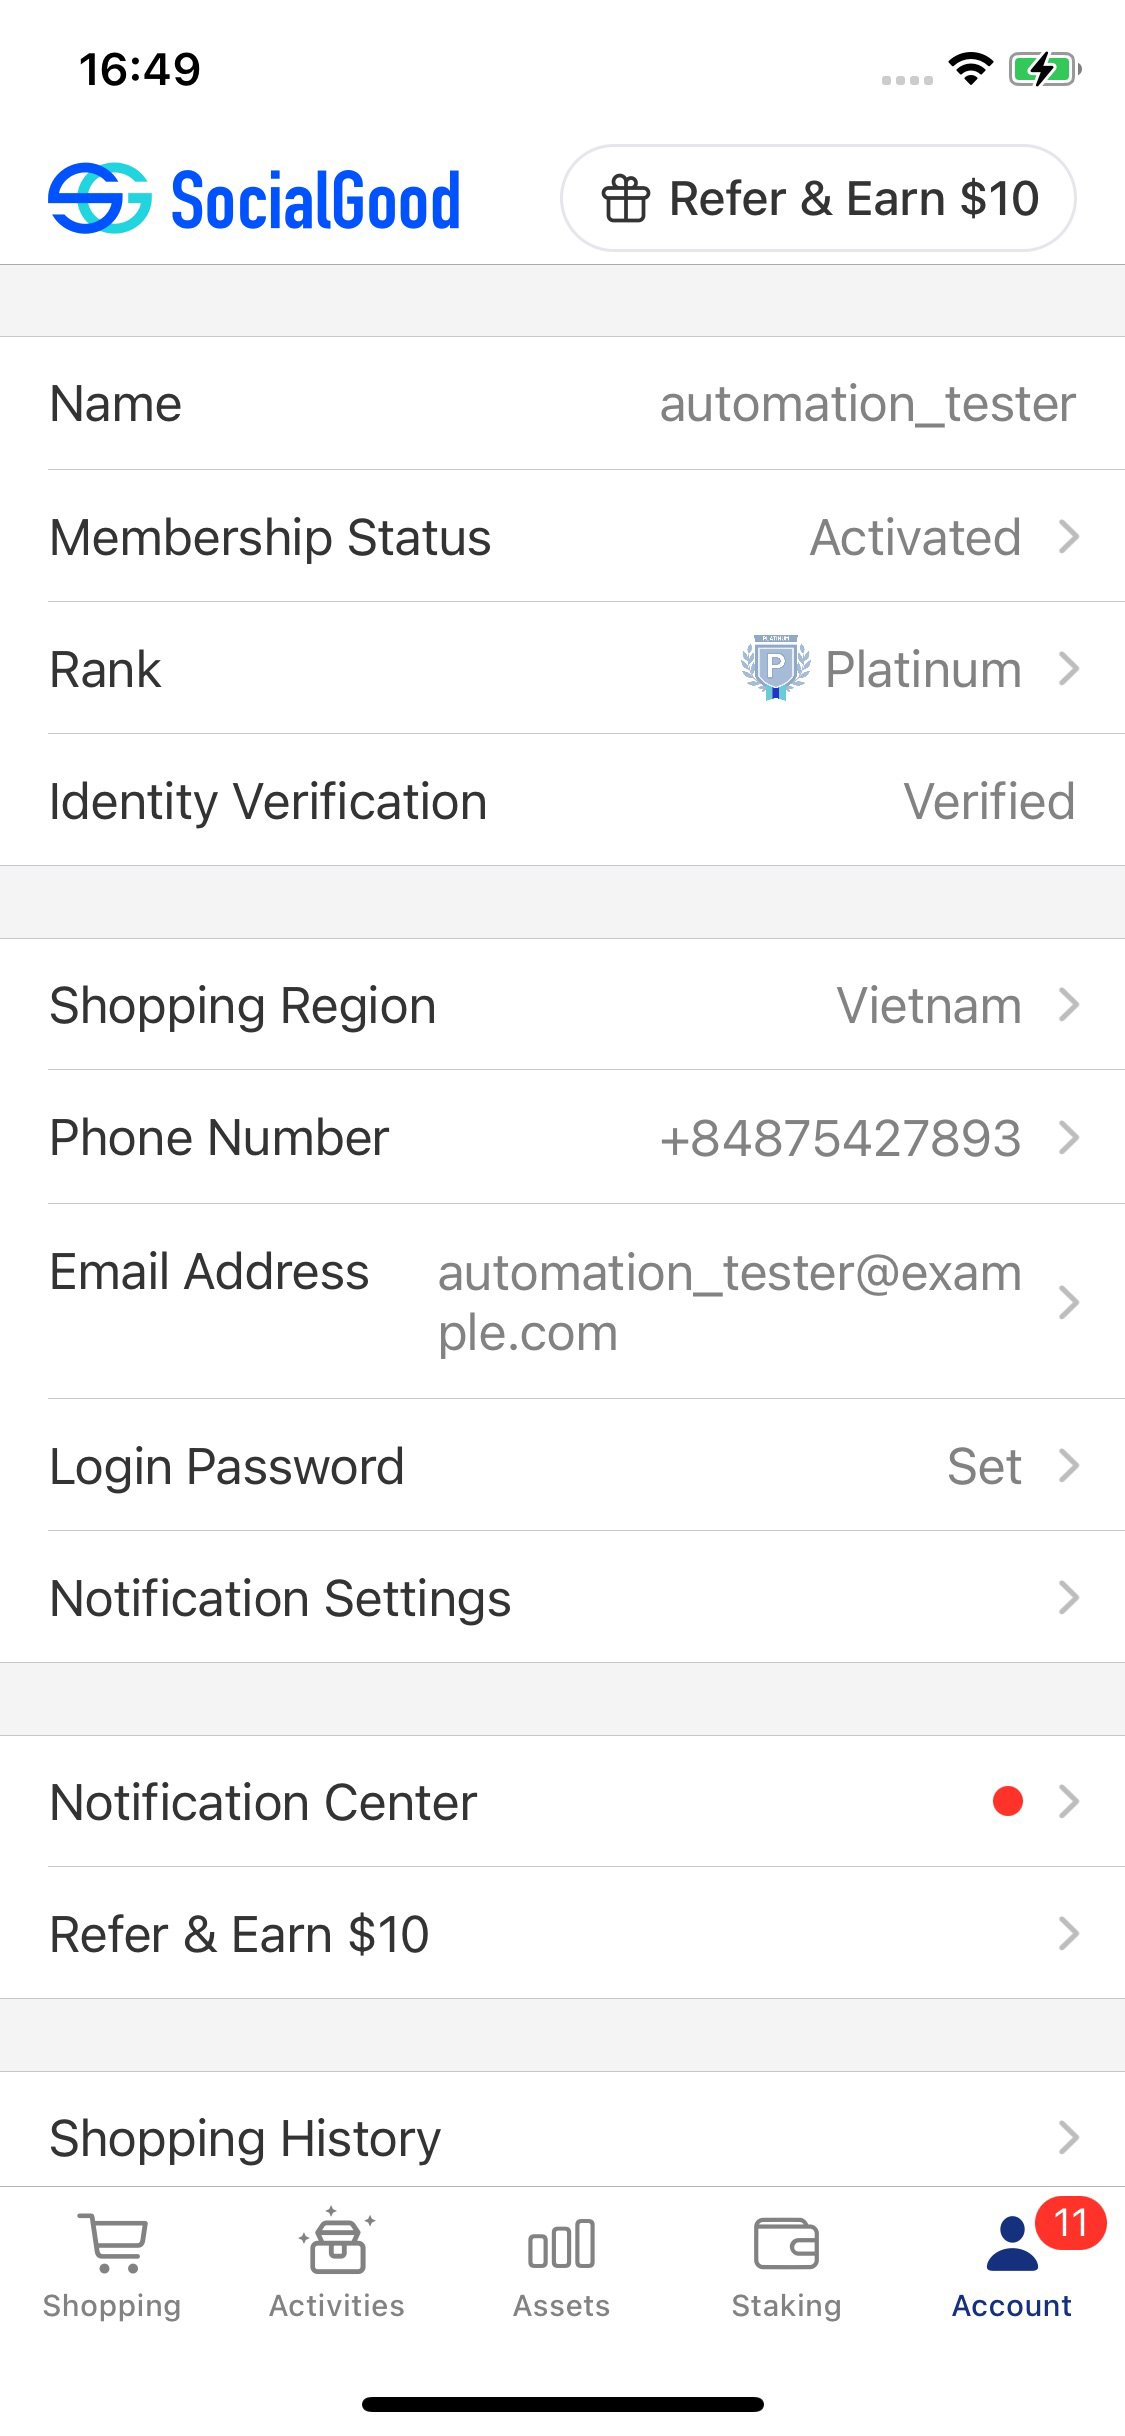 16:49
SocialGood
Refer & Earn $10
Name
automation_tester
Membership Status
Activated
Rank
PLATINUM
P
Platinum
Identity Verification
Verified
Shopping Region
Vietnam
Phone Number
+84875427893
Email Address
automation_tester@exam
ple.com
Login Password
Set
Notification Settings
Notification Center
Refer & Earn $10
Shopping History
11
Shopping
Activities
Assets
Staking
Account